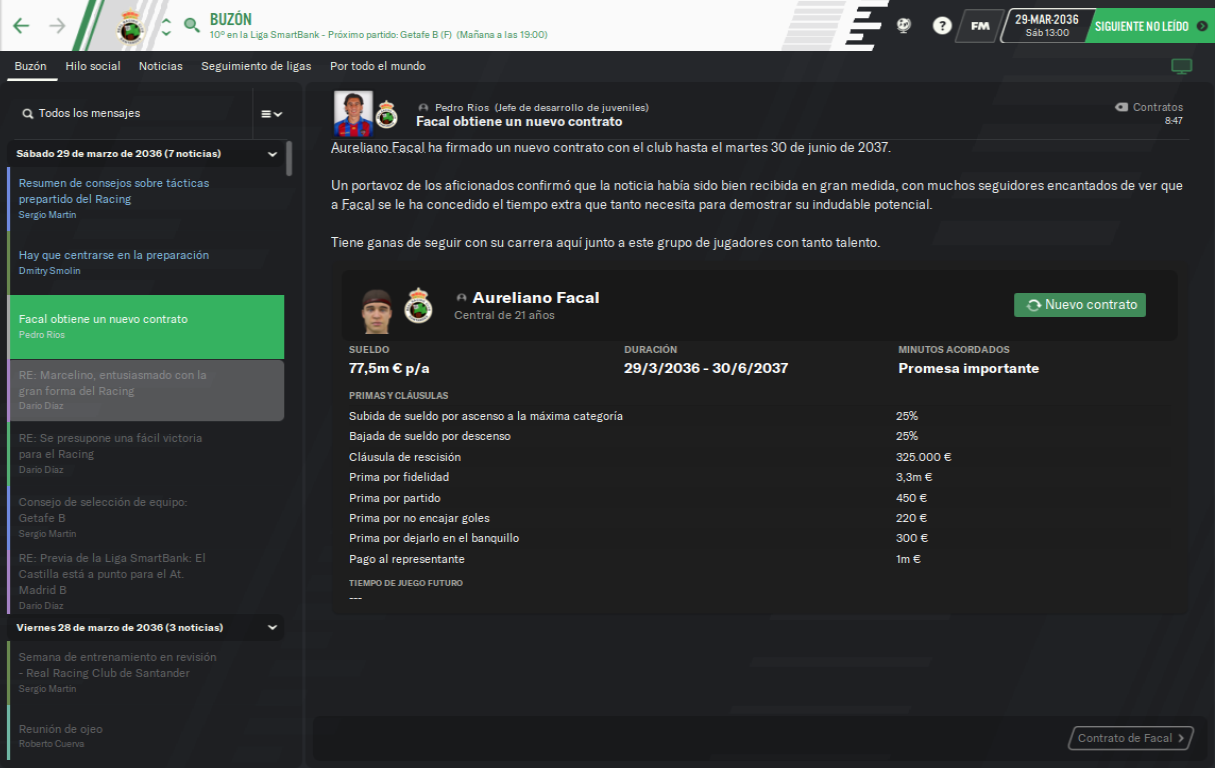 BUZÓN
10º en la Liga SmartBank - Próximo partido: Getafe B (F) (Mañana a las 19:00)
?
FM
29-MAR-2036
Sáb 13:00
SIGUIENTE NO LEÍDO
Buzón
Hilo social
Noticias
Seguimiento de ligas
Por todo el mundo
Todos los mensajes
Sábado 29 de marzo de 2036 (7 noticias)
Resumen de consejos sobre tácticas
prepartido del Racing
Sergio Martín
Hay que centrarse en la preparación
Dmitry Smolin
Facal obtiene un nuevo contrato
Pedro Ríos
RE: Marcelino, entusiasmado con la
gran forma del Racing
Darío Díaz
RE: Se presupone una fácil victoria
para el Racing
Darío Díaz
Consejo de selección de equipo:
Getafe B
Sergio Martín
RE: Previa de la Liga SmartBank: El
Castilla está a punto para el At.
Madrid B
Darío Díaz
Viernes 28 de marzo de 2036 (3 noticias)
Semana de entrenamiento en revisión
- Real Racing Club de Santander
Sergio Martín
Reunión de ojeo
Roberto Cuerva
Pedro Ríos (Jefe de desarrollo de juveniles)
Facal obtiene un nuevo contrato
Contratos
8:47
Aureliano Facal ha firmado un nuevo contrato con el club hasta el martes 30 de junio de 2037.
Un portavoz de los aficionados confirmó que la noticia había sido bien recibida en gran medida, con muchos seguidores encantados de ver que
a Facal se le ha concedido el tiempo extra que tanto necesita para demostrar su indudable potencial.
Tiene ganas de seguir con su carrera aquí junto a este grupo de jugadores con tanto talento.
Aureliano Facal
Central de 21 años
Nuevo contrato
SUELDO
DURACIÓN
MINUTOS ACORDADOS
77,5m € p/a
29/3/2036 - 30/6/2037
Promesa importante
PRIMAS Y CLÁUSULAS
Subida de sueldo por ascenso a la máxima categoría 25%
Bajada de sueldo por descenso 25%
Cláusula de rescisión 325.000 €
Prima por fidelidad 3,3m €
Prima por partido 450 €
Prima por no encajar goles 220 €
Prima por dejarlo en el banquillo 300 €
Pago al representante 1m €
TIEMPO DE JUEGO FUTURO
---
Contrato de Facal